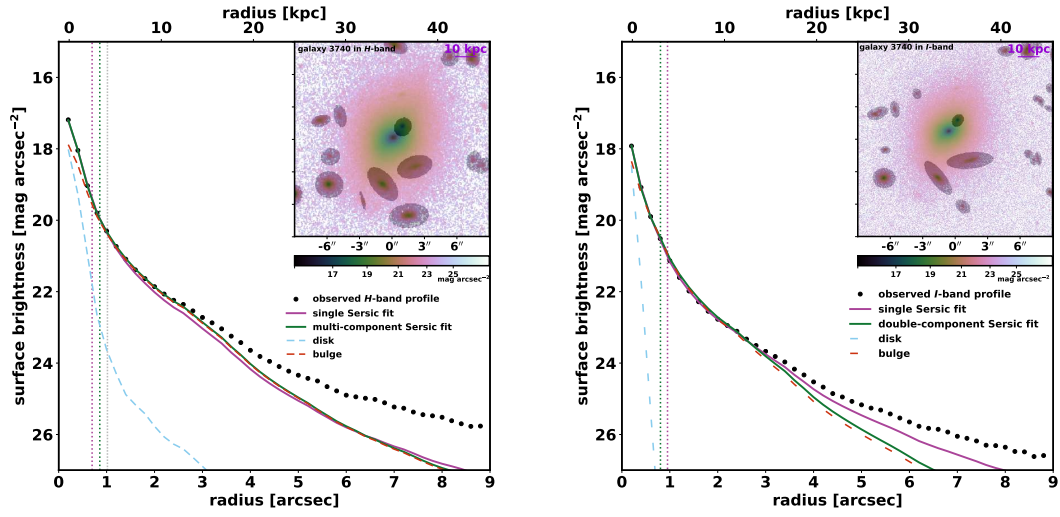 radius [kpc]
0 10 20 30 40
galaxy 3740 in H-band
10 kpc
-6″ -3″ 0″ 3″ 6″
17 19 21 23 25
mag arcsec−2
observed H-band profile
single Sersic fit
multi-component Sersic fit
disk
bulge
surface brightness [mag arcsec−2]
16
18
20
22
24
26
0 1 2 3 4 5 6 7 8 9
radius [arcsec]
radius [kpc]
0 10 20 30 40
galaxy 3740 in I-band
10 kpc
-6″ -3″ 0″ 3″ 6″
17 19 21 23 25
mag arcsec−2
observed I-band profile
single Sersic fit
double-component Sersic fit
disk
bulge
surface brightness [mag arcsec−2]
16
18
20
22
24
26
0 1 2 3 4 5 6 7 8 9
radius [arcsec]